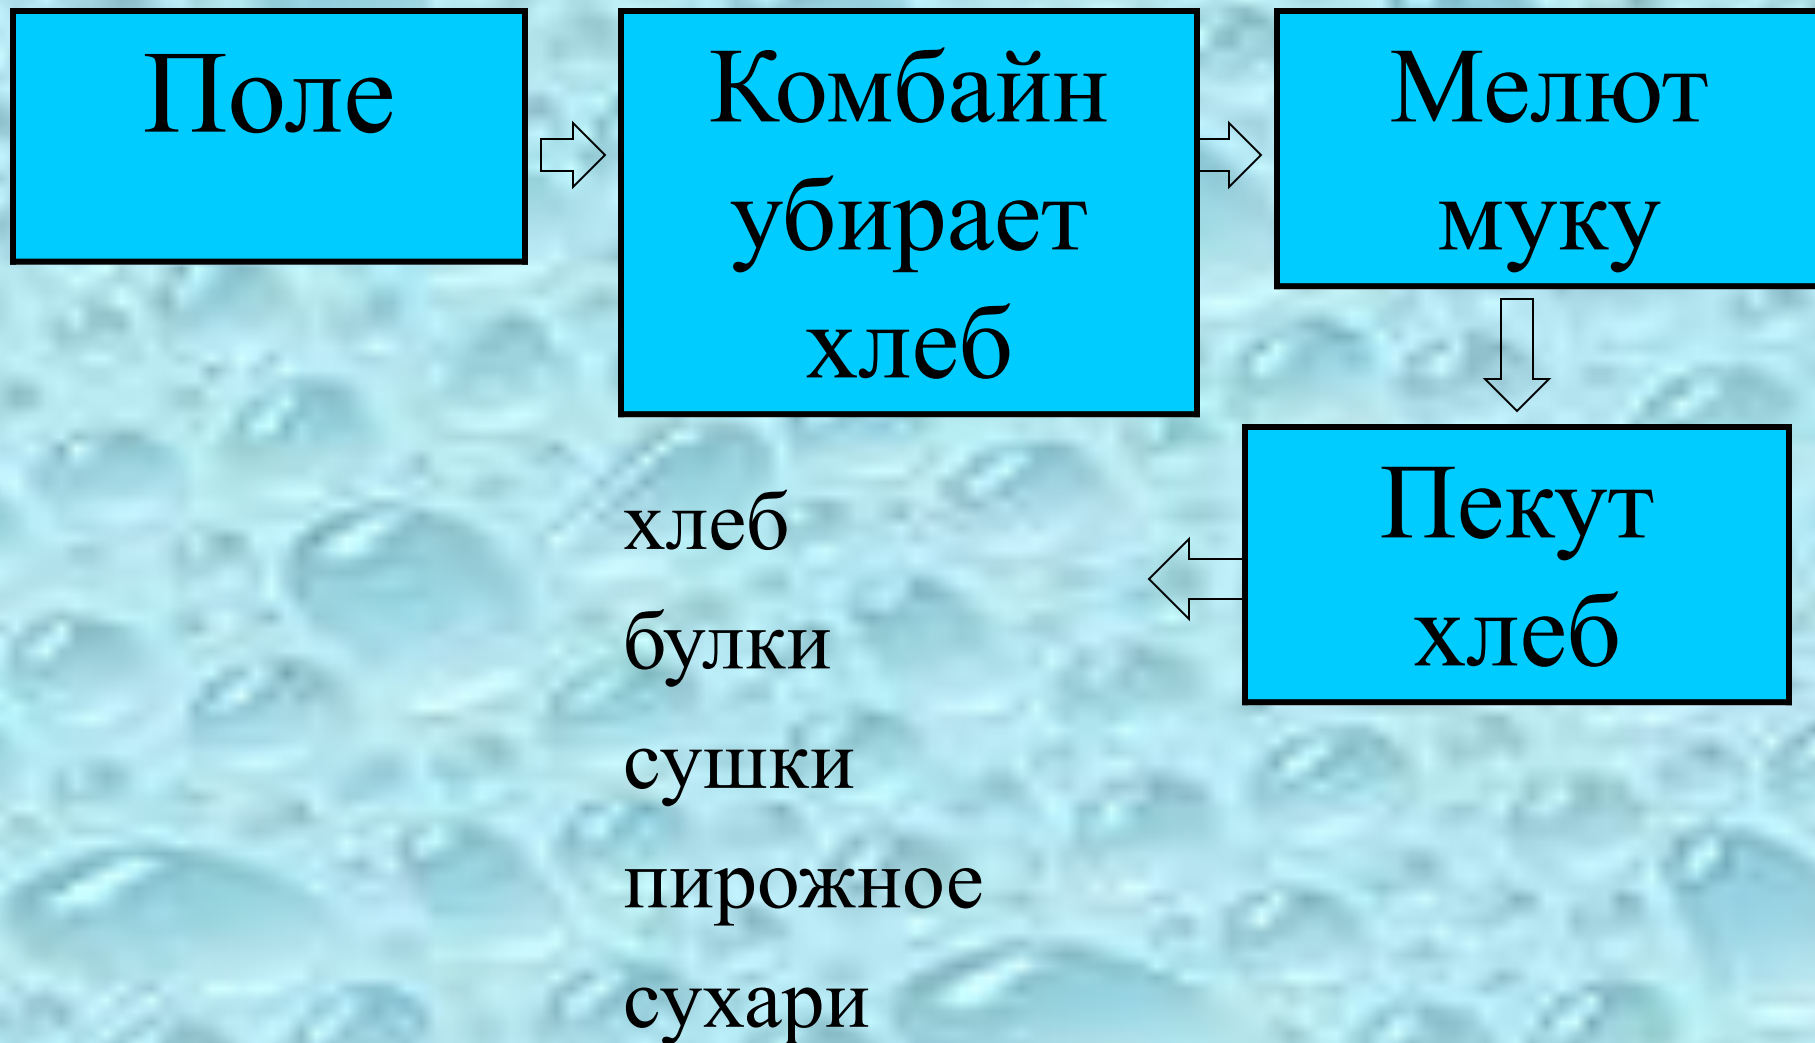 Поле
Комбайн
убирает
хлеб
Мелют
муку
Пекут
хлеб
хлеб
булки
сушки
пирожное
сухари